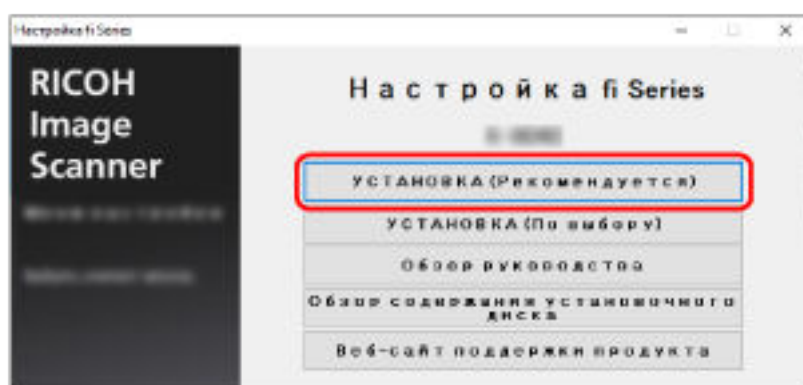 Настройка fi Series
RICOH
Image
Scanner
Настройка fi Series
УСТАНОВКА (Рекомендуется)
УСТАНОВКА (По выбору)
Обзор руководства
Обзор содержания установочного
диска
Веб-сайт поддержки продукта